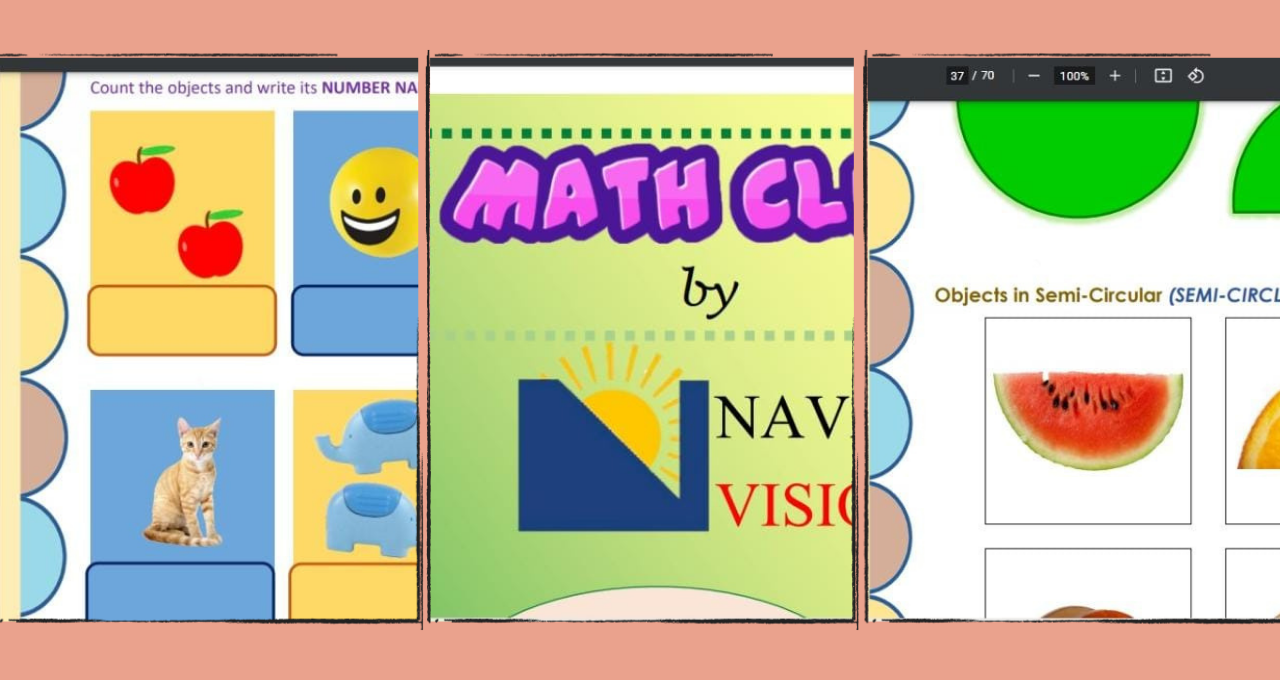 Count the objects and write its NUMBER NA
MATH CL
by
NAV
VISI
37 / 70
100%
Objects in Semi-Circular (SEMI-CIRCL